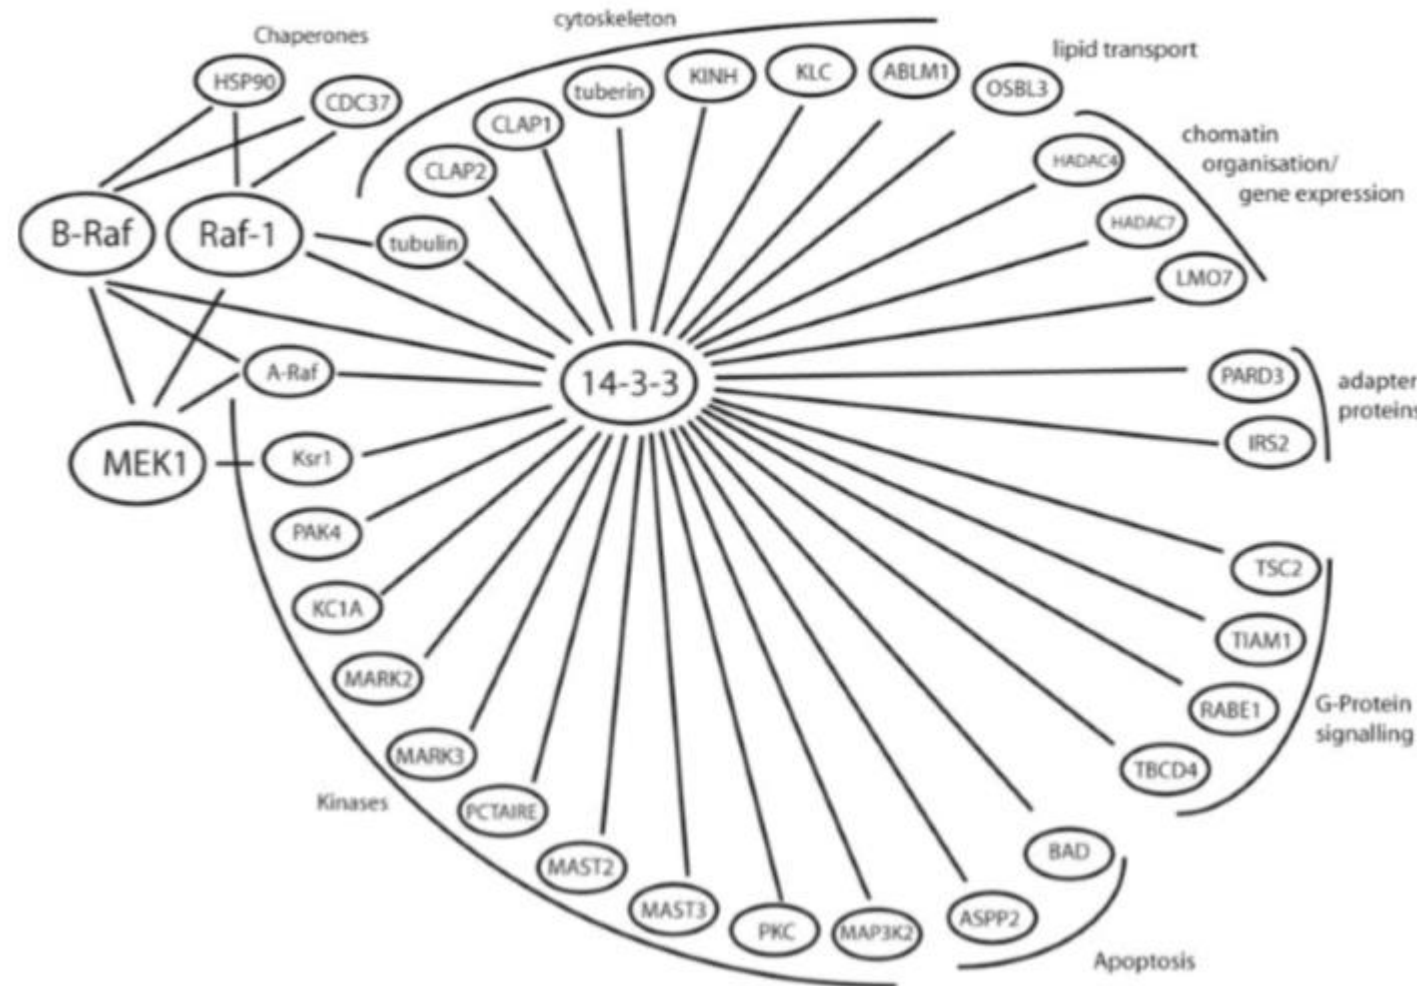 cytoskeleton
Chaperones
lipid transport
HSP90
CDC37
tuberin
KINH
KLC
ABLM1
OSBL3
CLAP1
CLAP2
chomatin
organisation/
gene expression
HADAC4
HADAC7
LMO7
B-Raf
Raf-1
tubulin
A-Raf
14-3-3
PARD3
adapter
proteins
IRS2
MEK1
Ksr1
PAK4
KC1A
MARK2
MARK3
Kinases
PCTAIRE
MAST2
MAST3
PKC
MAP3K2
ASPP2
BAD
Apoptosis
TSC2
TIAM1
RABE1
TBCD4
G-Protein
signalling